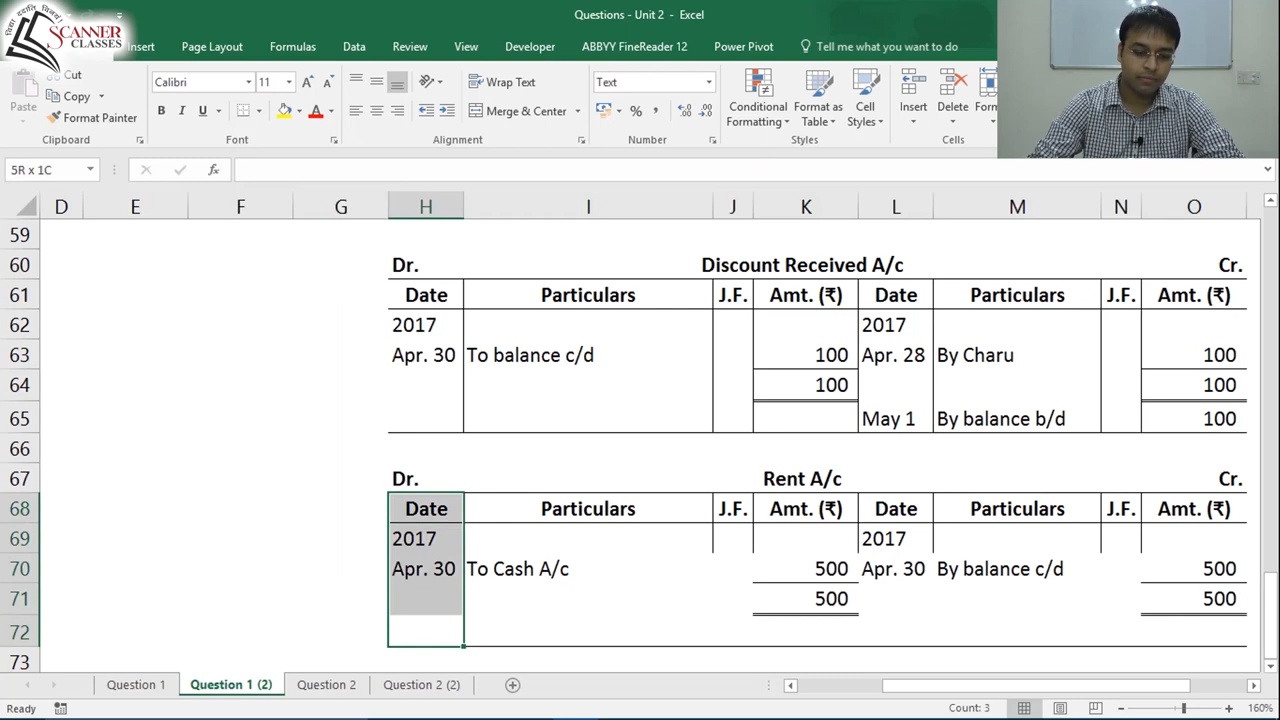 Questions - Unit 2 - Excel
SCANNER
CLASSES
Insert Page Layout Formulas Data Review View Developer ABBYY FineReader 12 Power Pivot Tell me what you want to do
Cut
Copy
Format Painter
Paste
Clipboard
Calibri 11
B I U
Font
Wrap Text
Merge & Center
Alignment
Text
Number
Conditional Formatting
Format as Table
Cell Styles
Styles
Insert Delete
Cells
5R x 1C fx
D E F G H I J K L M N O
59
60 Dr. Discount Received A/c Cr.
61 Date Particulars J.F. Amt. (₹) Date Particulars J.F. Amt. (₹)
62 2017 2017
63 Apr. 30 To balance c/d 100 Apr. 28 By Charu 100
64 100 100
65 May 1 By balance b/d 100
66
67 Dr. Rent A/c Cr.
68 Date Particulars J.F. Amt. (₹) Date Particulars J.F. Amt. (₹)
69 2017 2017
70 Apr. 30 To Cash A/c 500 Apr. 30 By balance c/d 500
71 500 500
72
73
Question 1 Question 1 (2) Question 2 Question 2 (2)
Ready Count: 3 160%